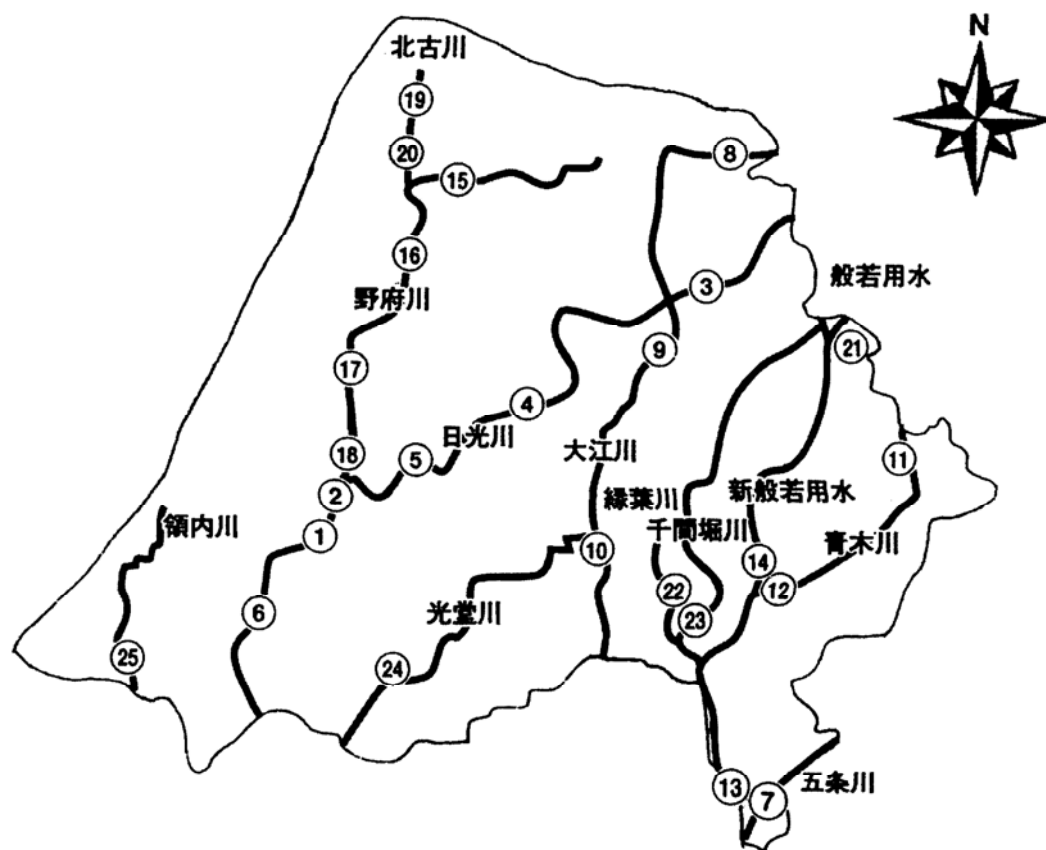 北古川
N
⑲
⑳
⑮
⑧
⑯
野府川
③
般若用水
⑰
⑨
㉑
④
日光川
大江川
⑱
⑤
⑪
②
緑葉川
新般若用水
領内川
①
千間堀川
青木川
⑩
⑭
⑥
光堂川
㉒
⑫
㉓
㉕
㉔
⑬
⑦
五条川